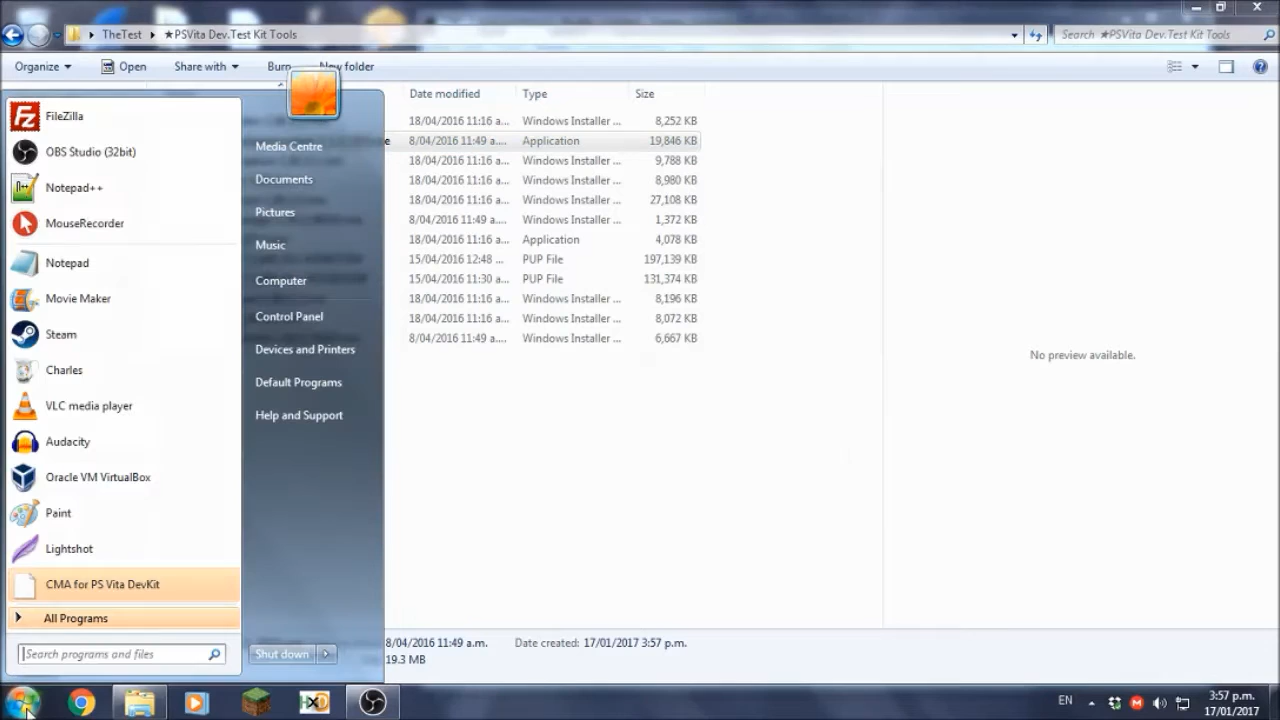 TheTest ▸ ★PSVita Dev.Test Kit Tools
Search ★PSVita Dev.Test Kit Tools
Organize Open Share with Burn New folder
Date modified Type Size
18/04/2016 11:16 a... Windows Installer ... 8,252 KB
8/04/2016 11:49 a.... Application 19,846 KB
18/04/2016 11:16 a... Windows Installer ... 9,788 KB
18/04/2016 11:16 a... Windows Installer ... 8,980 KB
18/04/2016 11:16 a... Windows Installer ... 27,108 KB
8/04/2016 11:49 a.... Windows Installer ... 1,372 KB
18/04/2016 11:16 a... Application 4,078 KB
15/04/2016 12:48 ... PUP File 197,139 KB
15/04/2016 11:30 a... PUP File 131,374 KB
18/04/2016 11:16 a... Windows Installer ... 8,196 KB
18/04/2016 11:16 a... Windows Installer ... 8,072 KB
8/04/2016 11:49 a.... Windows Installer ... 6,667 KB
No preview available.
FileZilla
OBS Studio (32bit)
Notepad++
MouseRecorder
Notepad
Movie Maker
Steam
Charles
VLC media player
Audacity
Oracle VM VirtualBox
Paint
Lightshot
CMA for PS Vita DevKit
All Programs
Search programs and files
Media Centre
Documents
Pictures
Music
Computer
Control Panel
Devices and Printers
Default Programs
Help and Support
Shut down
8/04/2016 11:49 a.m. Date created: 17/01/2017 3:57 p.m.
19.3 MB
EN
3:57 p.m.
17/01/2017